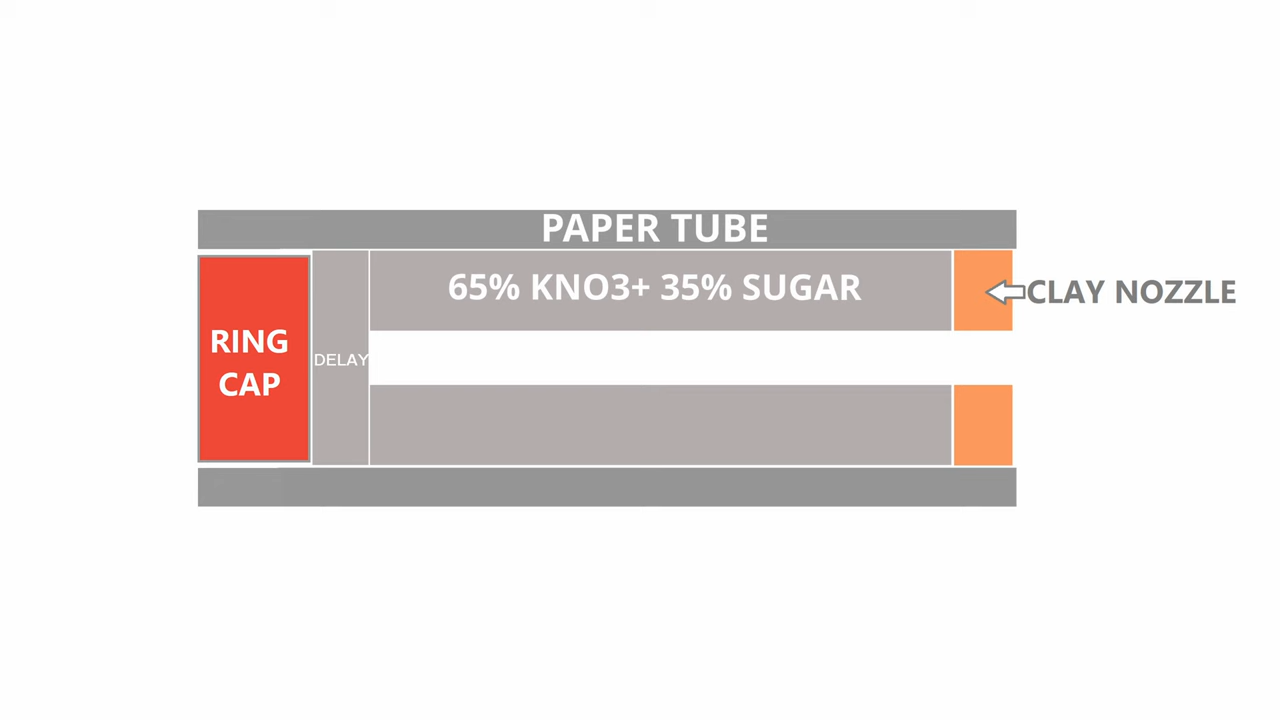 PAPER TUBE
65% KNO3+ 35% SUGAR
CLAY NOZZLE
RING
CAP
DELAY